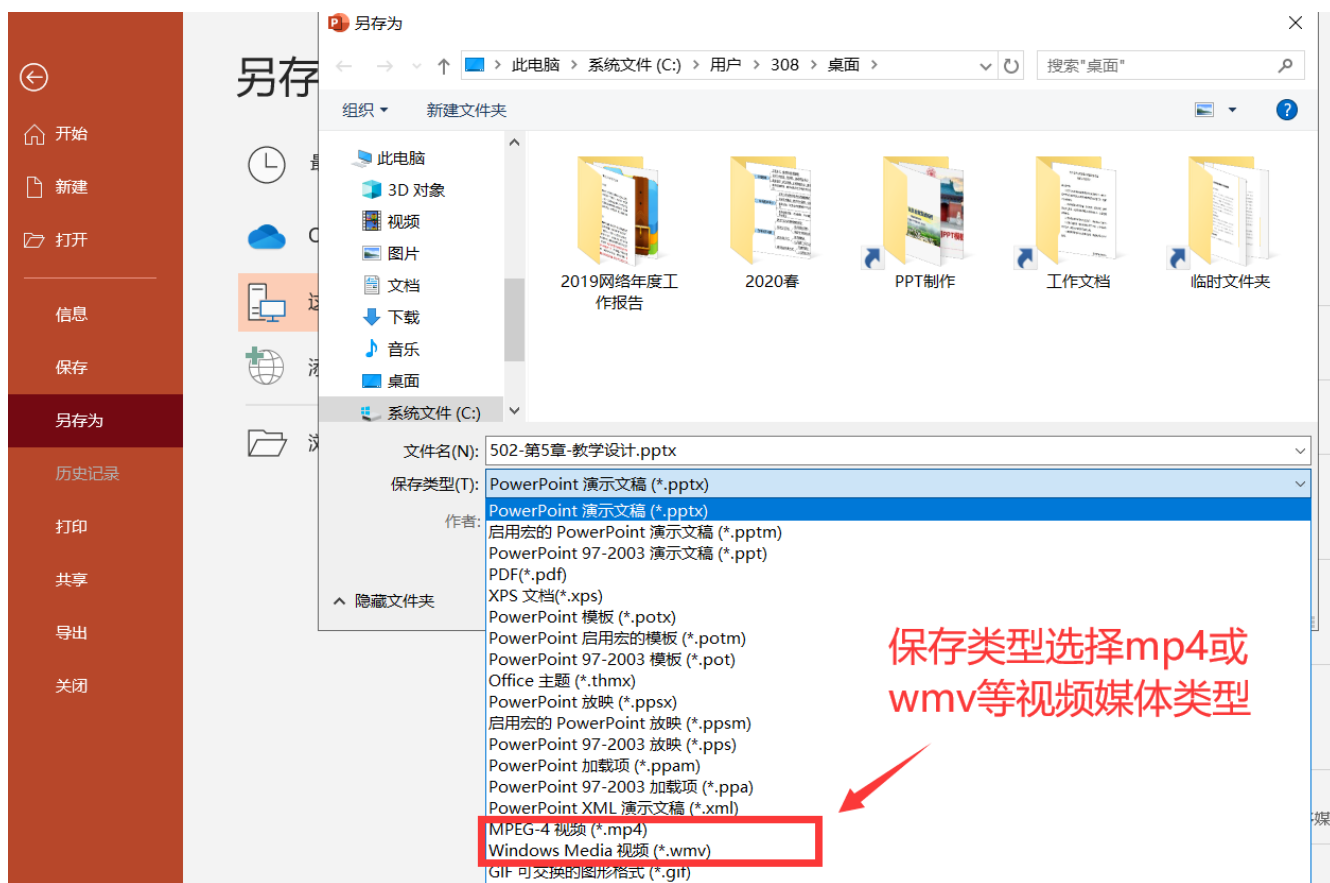 另存为
此电脑 > 系统文件 (C:) > 用户 > 308 > 桌面 >
搜索"桌面"
组织
新建文件夹
另存
开始
新建
打开
信息
保存
另存为
历史记录
打印
共享
导出
关闭
此电脑
3D 对象
视频
图片
文档
下载
音乐
桌面
系统文件 (C:)
2019网络年度工
作报告
2020春
PPT制作
工作文档
临时文件夹
文件名(N): 502-第5章-教学设计.pptx
保存类型(T): PowerPoint 演示文稿 (*.pptx)
作者:
隐藏文件夹
PowerPoint 演示文稿 (*.pptx)
启用宏的 PowerPoint 演示文稿 (*.pptm)
PowerPoint 97-2003 演示文稿 (*.ppt)
PDF(*.pdf)
XPS 文档(*.xps)
PowerPoint 模板 (*.potx)
PowerPoint 启用宏的模板 (*.potm)
PowerPoint 97-2003 模板 (*.pot)
Office 主题 (*.thmx)
PowerPoint 放映 (*.ppsx)
启用宏的 PowerPoint 放映 (*.ppsm)
PowerPoint 97-2003 放映 (*.pps)
PowerPoint 加载项 (*.ppam)
PowerPoint 97-2003 加载项 (*.ppa)
PowerPoint XML 演示文稿 (*.xml)
MPEG-4 视频 (*.mp4)
Windows Media 视频 (*.wmv)
GIF 可交换的图形格式 (*.gif)
保存类型选择mp4或
wmv等视频媒体类型